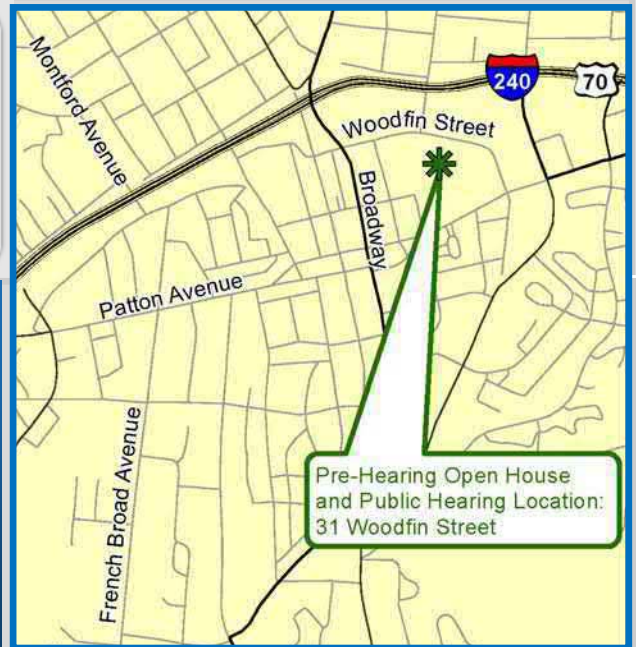 Montford Avenue
240
70
Woodfin Street
Broadway
Patton Avenue
French Broad Avenue
Pre-Hearing Open House
and Public Hearing Location:
31 Woodfin Street